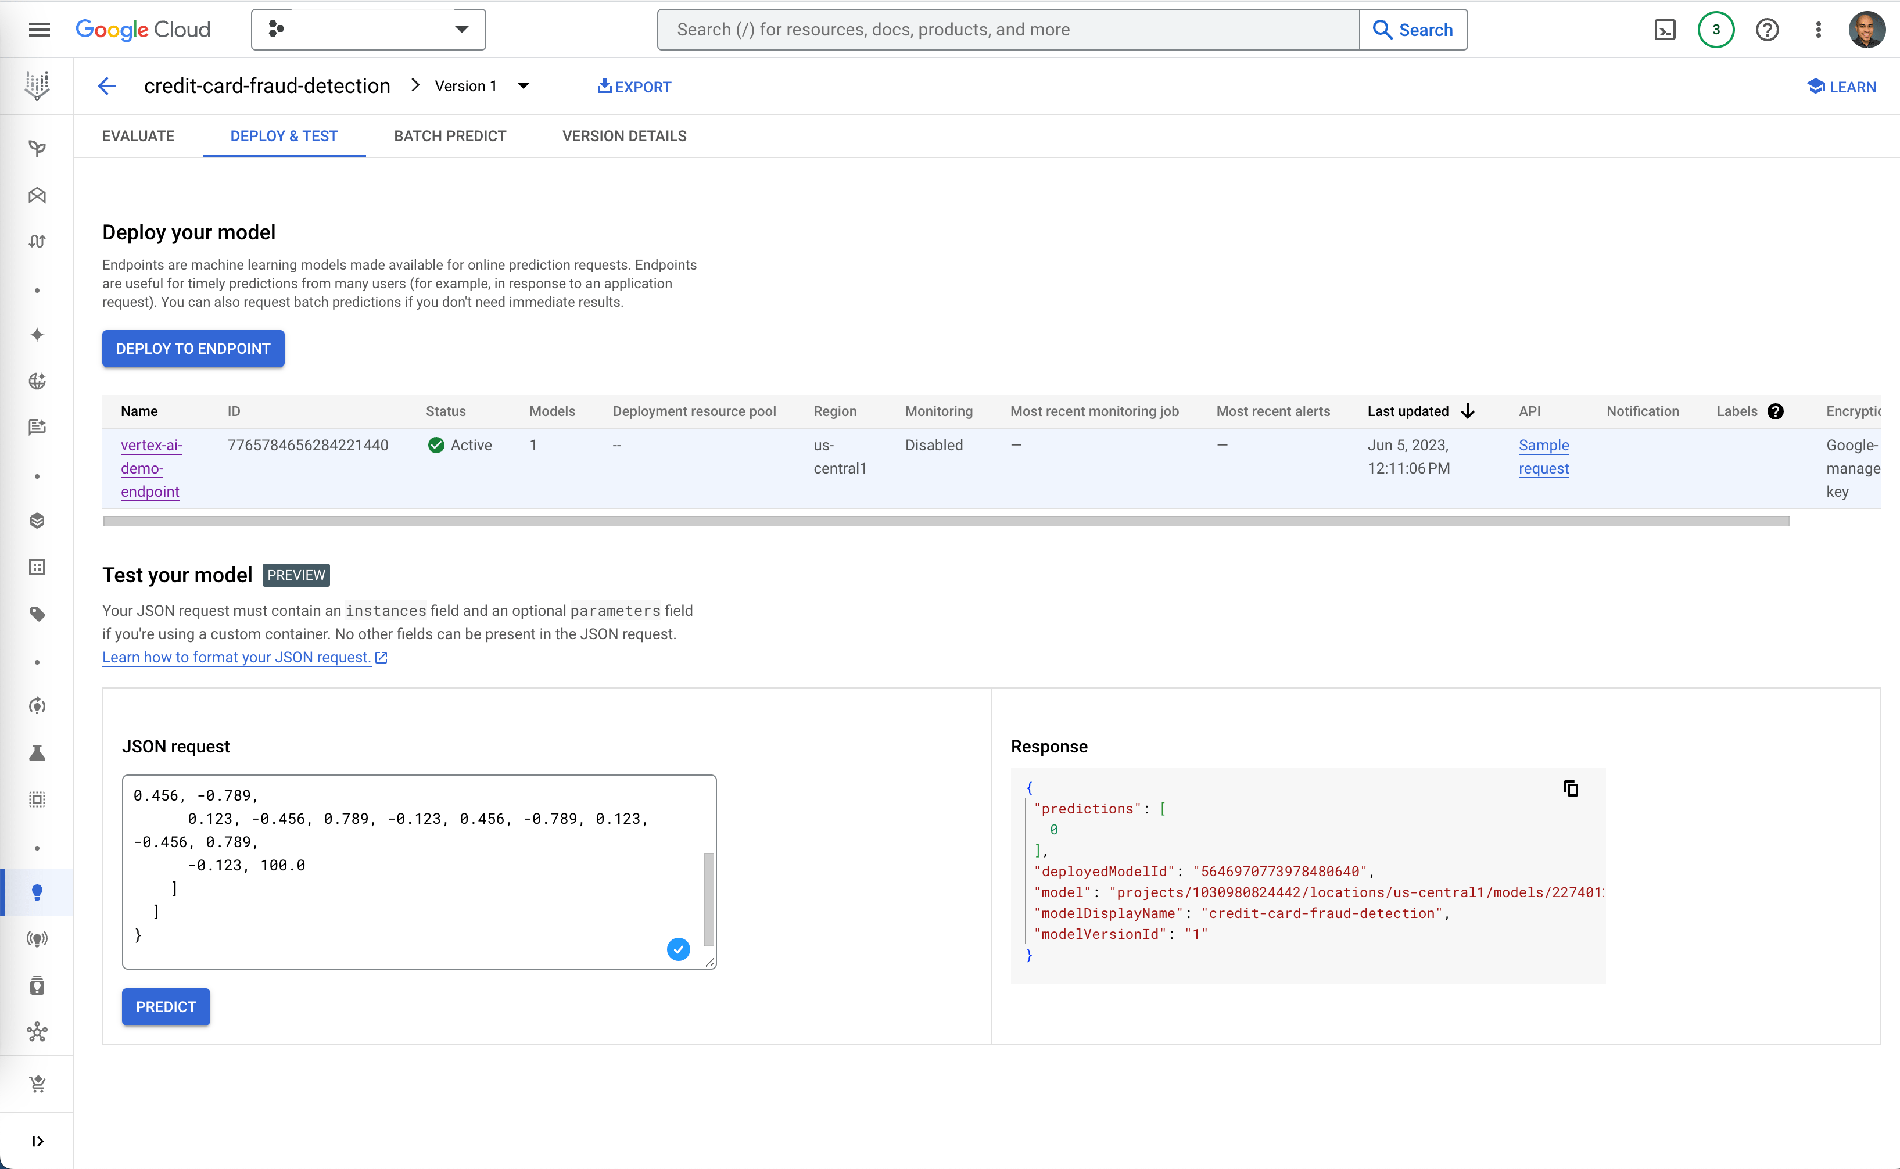 Google Cloud
Search (/) for resources, docs, products, and more
Search
3
credit-card-fraud-detection
Version 1
EXPORT
LEARN
EVALUATE
DEPLOY & TEST
BATCH PREDICT
VERSION DETAILS
Deploy your model
Endpoints are machine learning models made available for online prediction requests. Endpoints
are useful for timely predictions from many users (for example, in response to an application
request). You can also request batch predictions if you don't need immediate results.
DEPLOY TO ENDPOINT
Name ID Status Models Deployment resource pool Region Monitoring Most recent monitoring job Most recent alerts Last updated API Notification Labels ? Encryptic
vertex-ai- 7765784656284221440 Active 1 -- us- Disabled — — Jun 5, 2023, Sample Google-
demo- central1 12:11:06 PM request manage
endpoint key
Test your model PREVIEW
Your JSON request must contain an instances field and an optional parameters field
if you're using a custom container. No other fields can be present in the JSON request.
Learn how to format your JSON request.
JSON request
0.456, -0.789,
0.123, -0.456, 0.789, -0.123, 0.456, -0.789, 0.123,
-0.456, 0.789,
-0.123, 100.0
]
]
}
PREDICT
Response
{
"predictions": [
0
],
"deployedModelId": "5646970773978480640",
"model": "projects/1030980824442/locations/us-central1/models/227401
"modelDisplayName": "credit-card-fraud-detection",
"modelVersionId": "1"
}